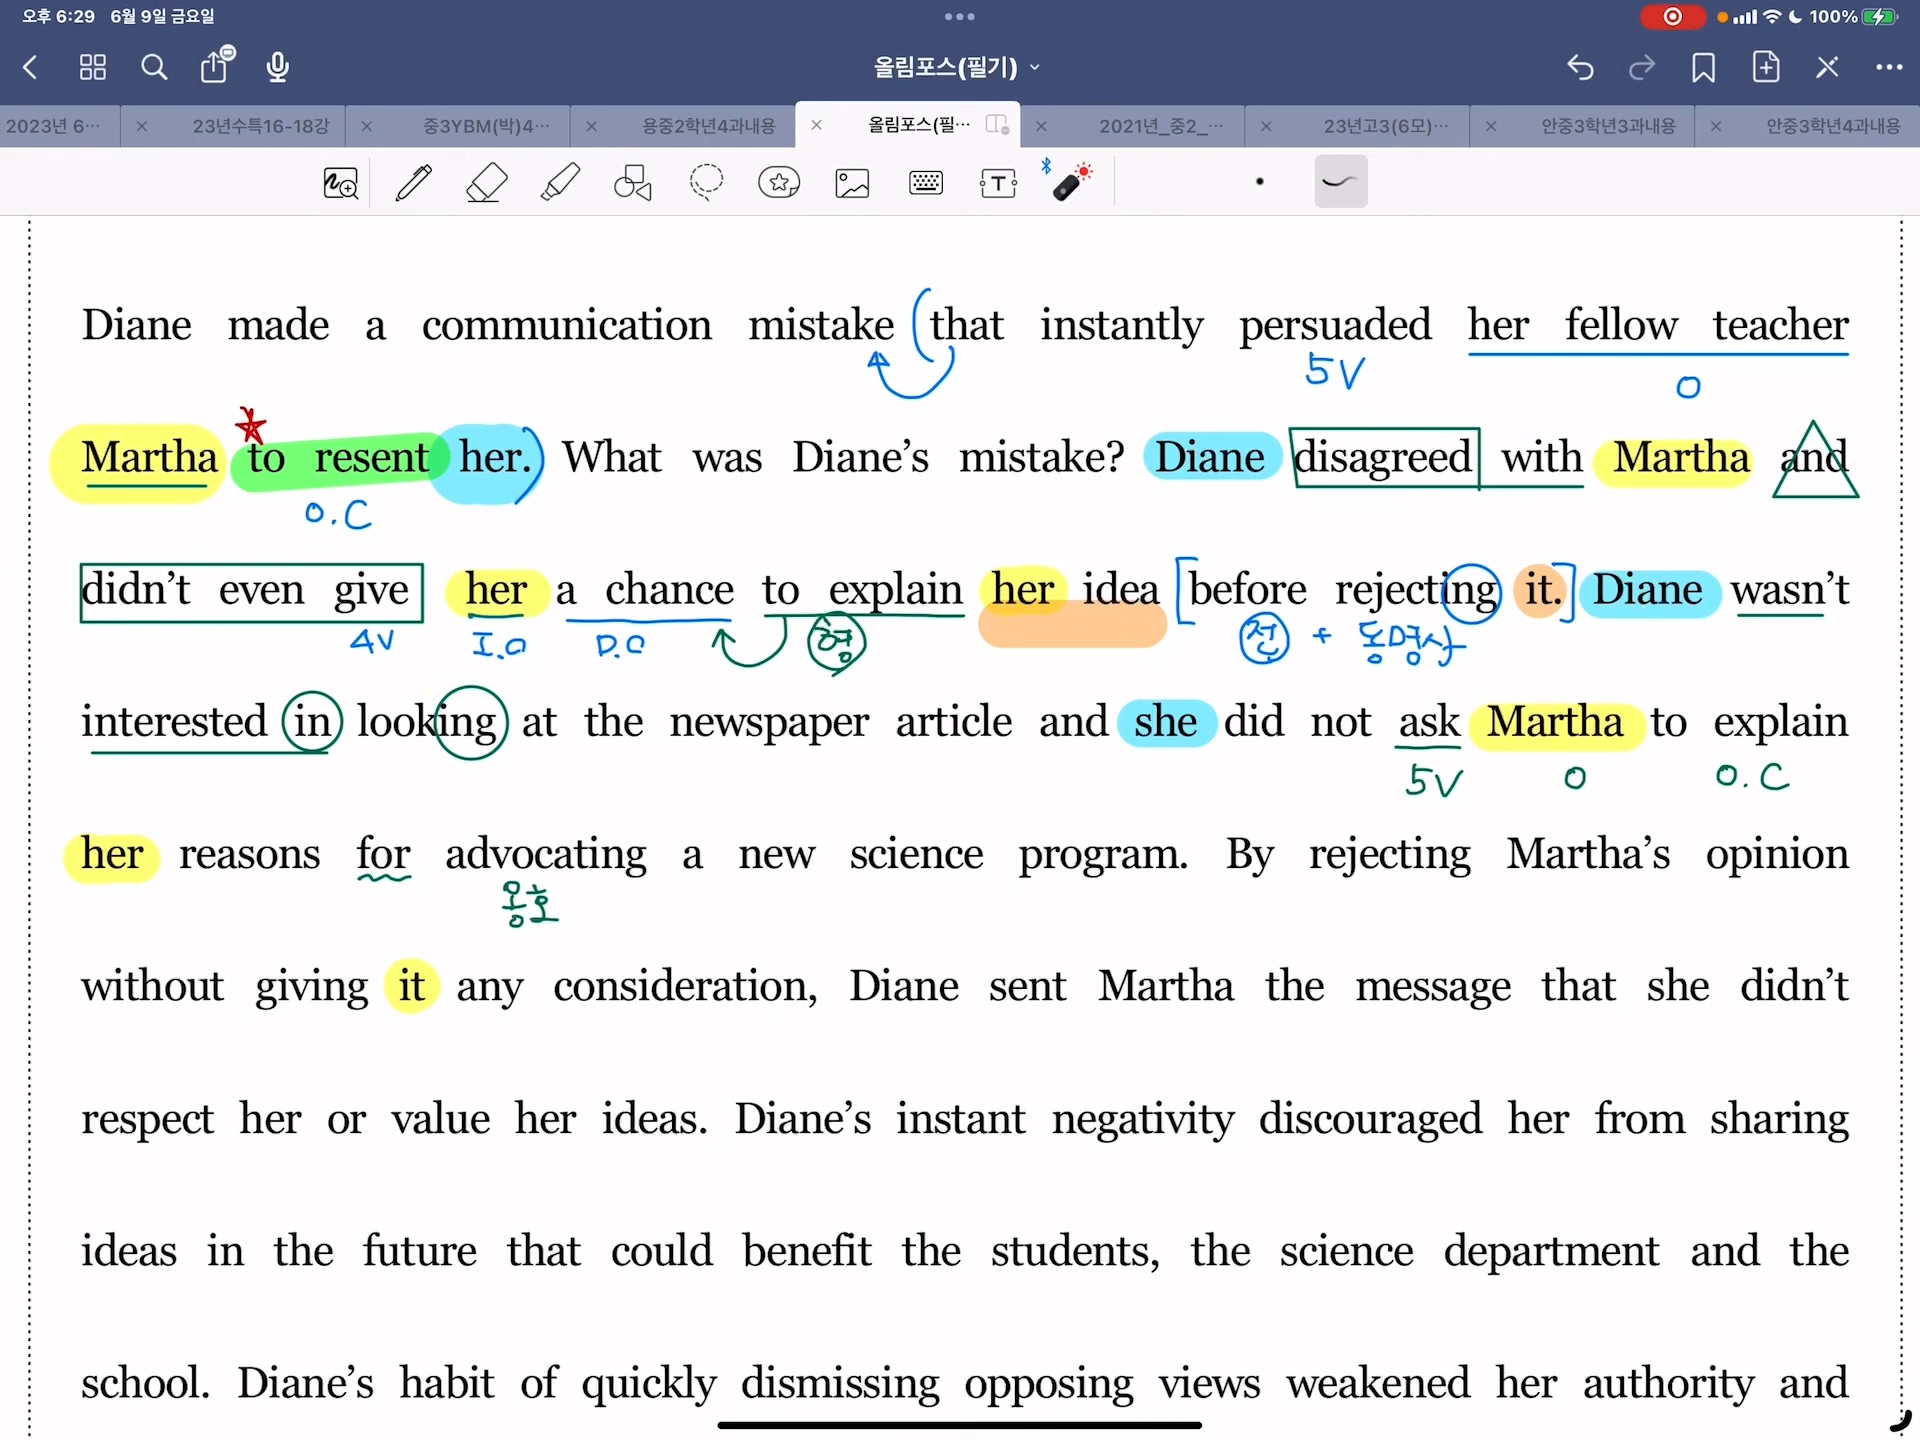 오후 6:29 6월 9일 금요일
100%
올림포스(필기)
2023년 6…
23년수특16-18강
중3YBM(박)4…
용중2학년4과내용
올림포스(필…
2021년_중2_…
23년고3(6모)…
안중3학년3과내용
안중3학년4과내용
Diane made a communication mistake (that instantly persuaded her fellow teacher
5V O
Martha to resent her.) What was Diane's mistake? Diane disagreed with Martha and
O.C
didn't even give her a chance to explain her idea [before rejecting it.] Diane wasn't
4V I.O D.O 형 전 + 동명사
interested in looking at the newspaper article and she did not ask Martha to explain
5V O O.C
her reasons for advocating a new science program. By rejecting Martha's opinion
옹호
without giving it any consideration, Diane sent Martha the message that she didn't
respect her or value her ideas. Diane's instant negativity discouraged her from sharing
ideas in the future that could benefit the students, the science department and the
school. Diane's habit of quickly dismissing opposing views weakened her authority and